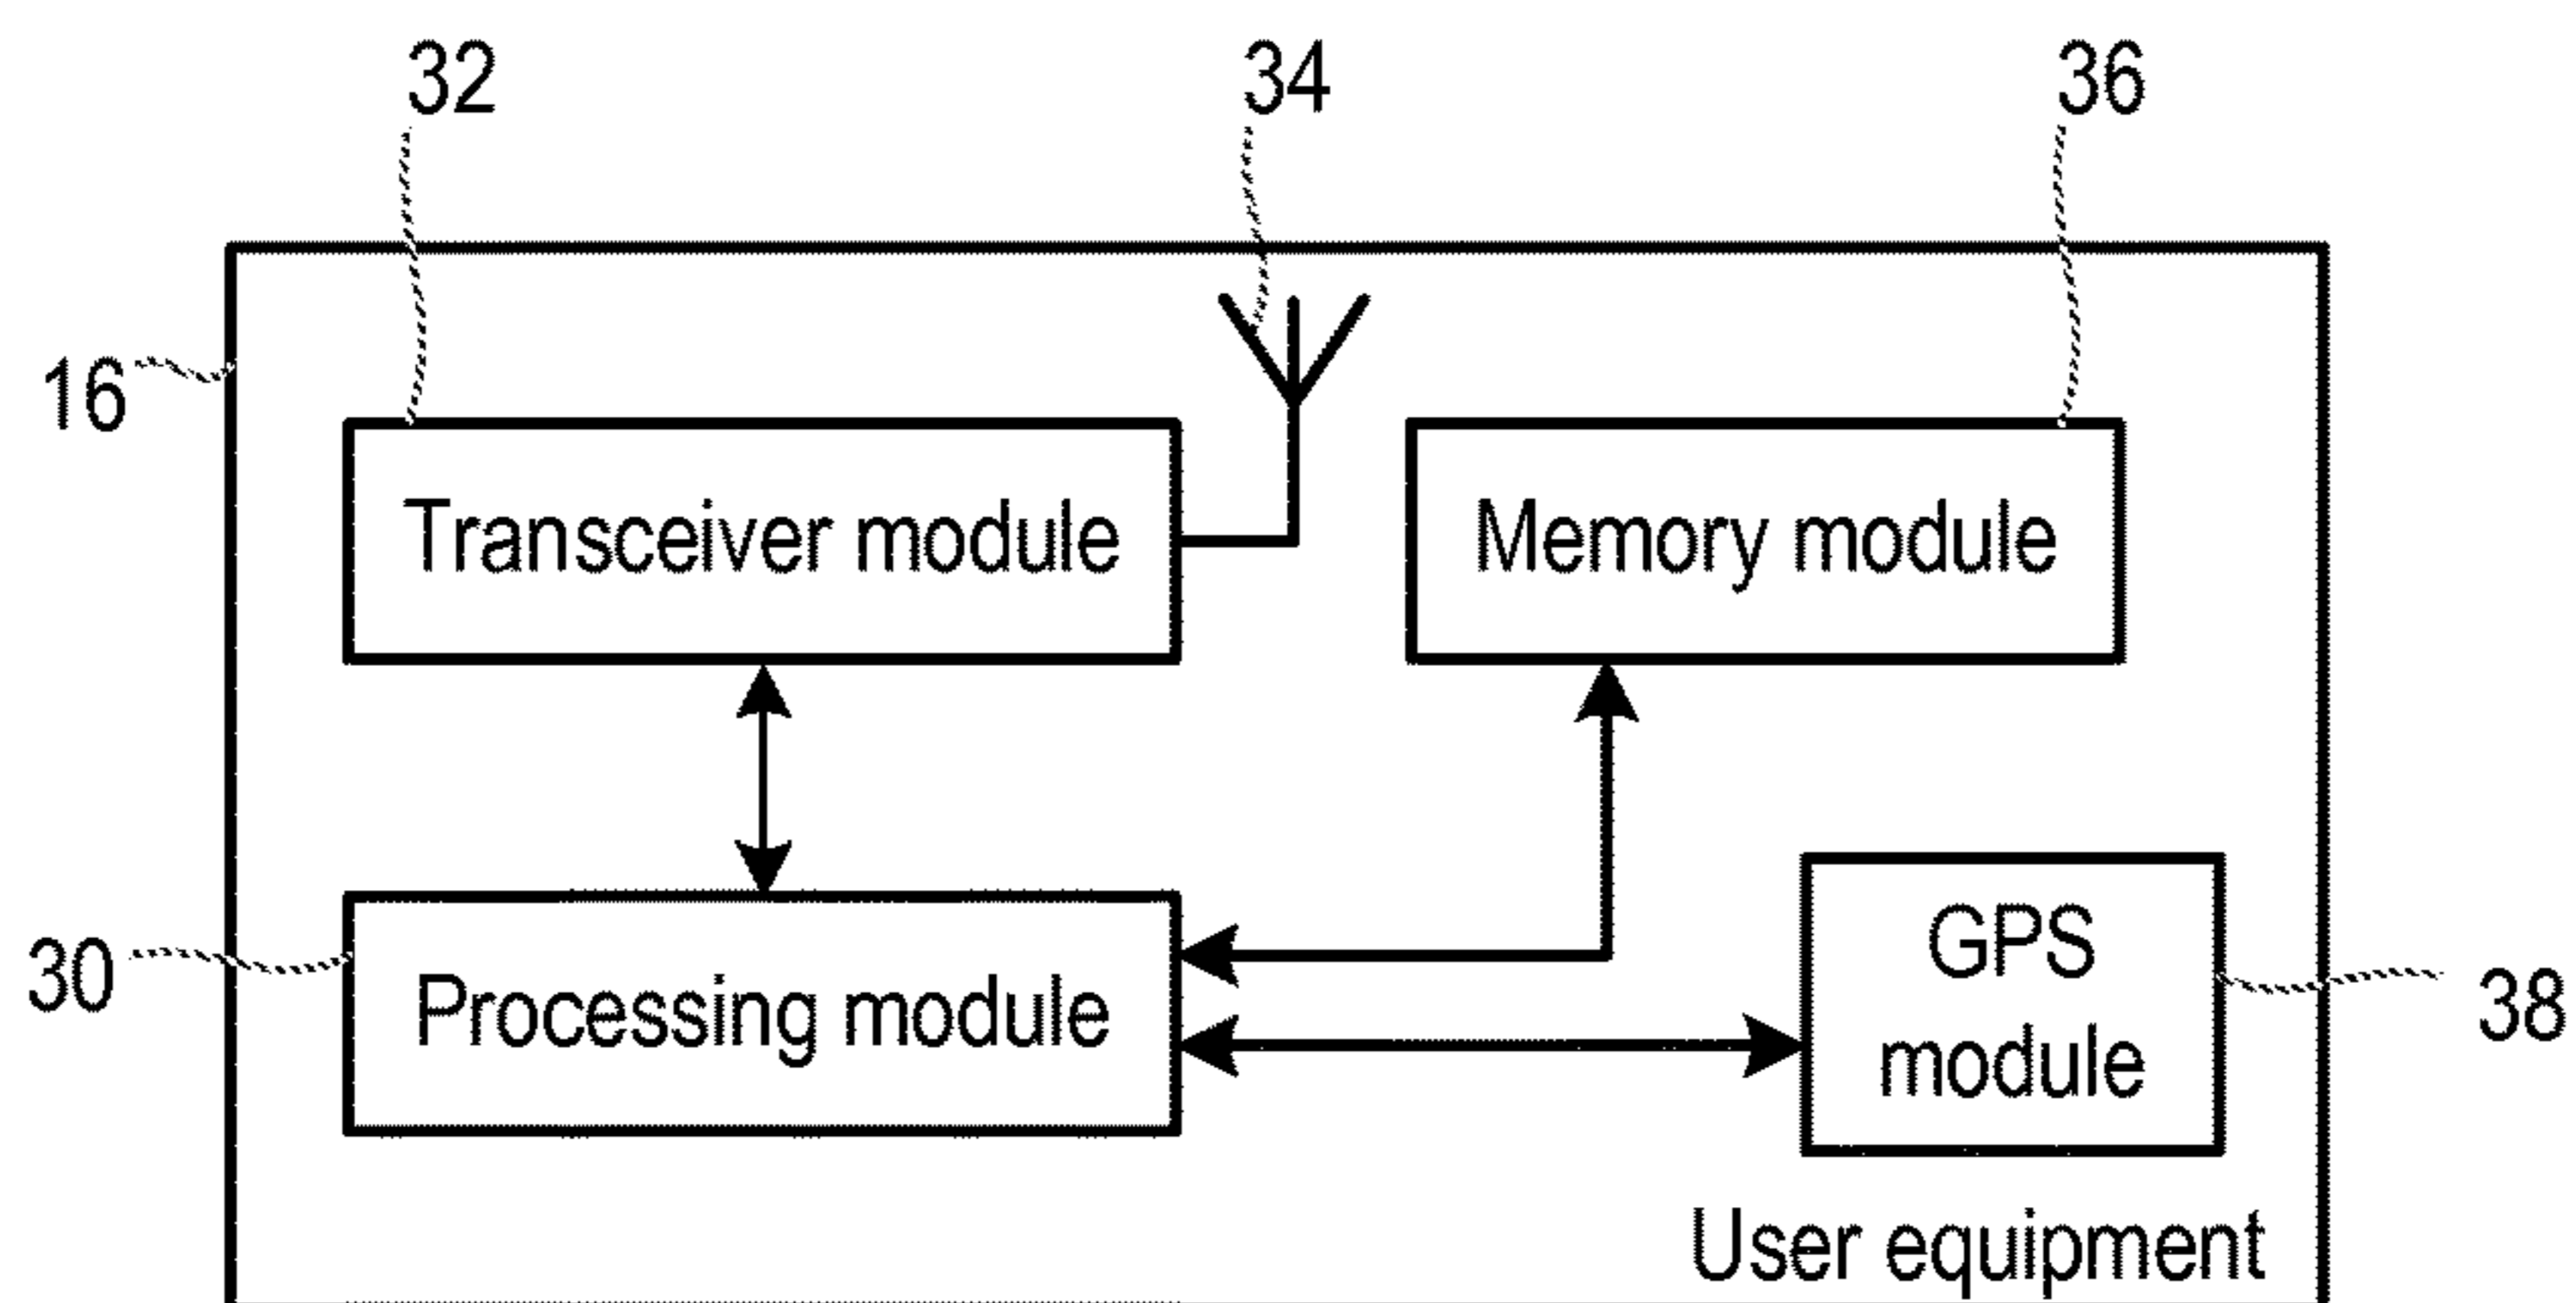 32
34
36
16
Transceiver module
Memory module
30
Processing module
GPS
module
38
User equipment